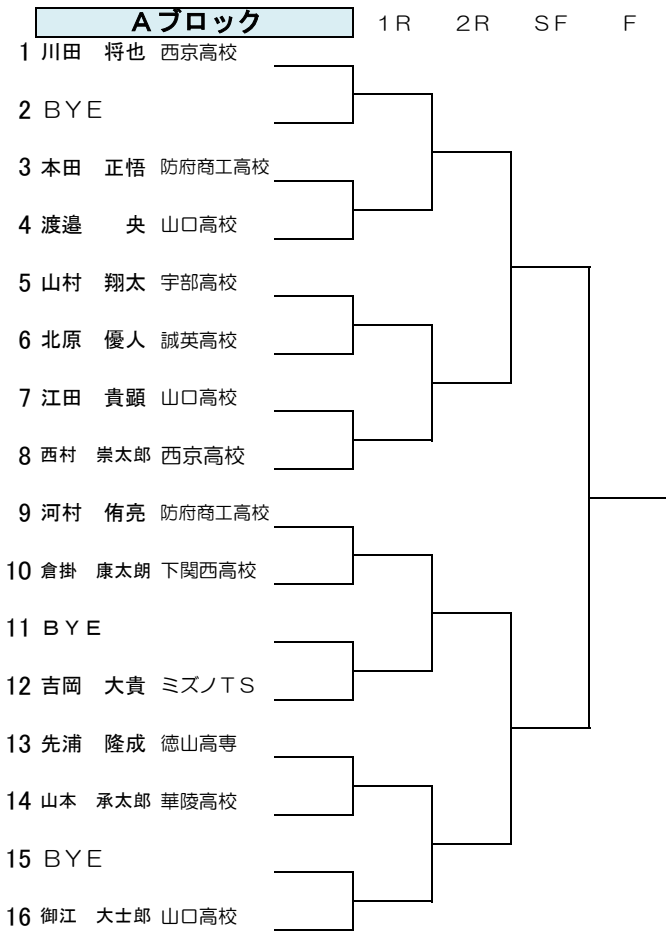 Ａブロック １Ｒ ２Ｒ ＳＦ Ｆ
1 川田 将也 西京高校
2 ＢＹＥ
3 本田 正悟 防府商工高校
4 渡邉 央 山口高校
5 山村 翔太 宇部高校
6 北原 優人 誠英高校
7 江田 貴顕 山口高校
8 西村 崇太郎 西京高校
9 河村 侑亮 防府商工高校
10 倉掛 康太朗 下関西高校
11 ＢＹＥ
12 吉岡 大貴 ミズノＴＳ
13 先浦 隆成 徳山高専
14 山本 承太郎 華陵高校
15 ＢＹＥ
16 御江 大士郎 山口高校